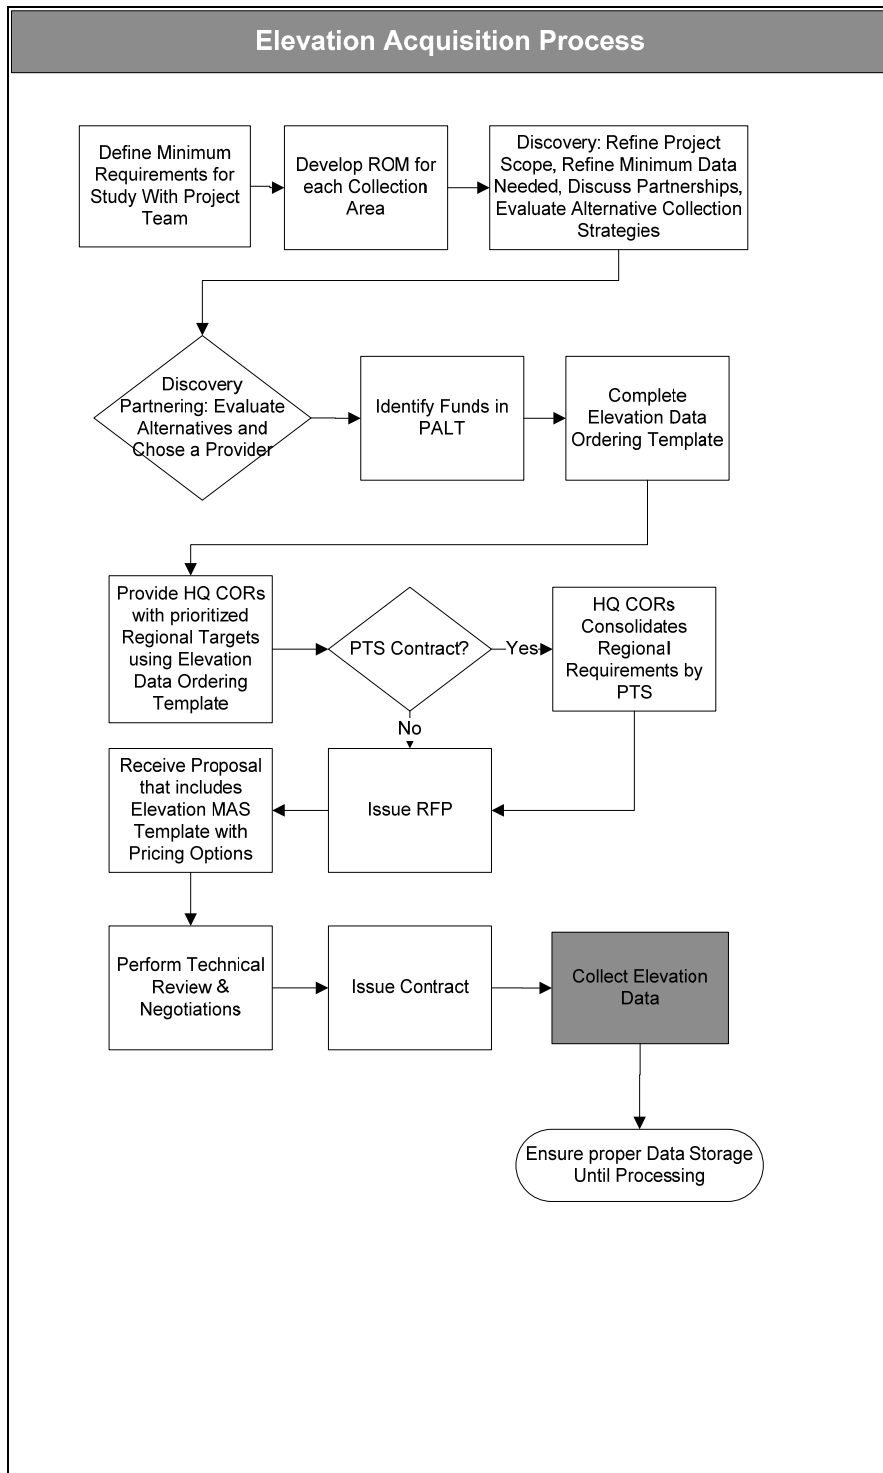 Elevation Acquisition Process
Define Minimum
Requirements for
Study With Project
Team
Develop ROM for
each Collection
Area
Discovery: Refine Project
Scope, Refine Minimum Data
Needed, Discuss Partnerships,
Evaluate Alternative Collection
Strategies
Discovery
Partnering: Evaluate
Alternatives and
Chose a Provider
Identify Funds in
PALT
Complete
Elevation Data
Ordering Template
Provide HQ CORs
with prioritized
Regional Targets
using Elevation
Data Ordering
Template
PTS Contract?
Yes
HQ CORs
Consolidates
Regional
Requirements by
PTS
No
Receive Proposal
that includes
Elevation MAS
Template with
Pricing Options
Issue RFP
Perform Technical
Review &
Negotiations
Issue Contract
Collect Elevation
Data
Ensure proper Data Storage
Until Processing